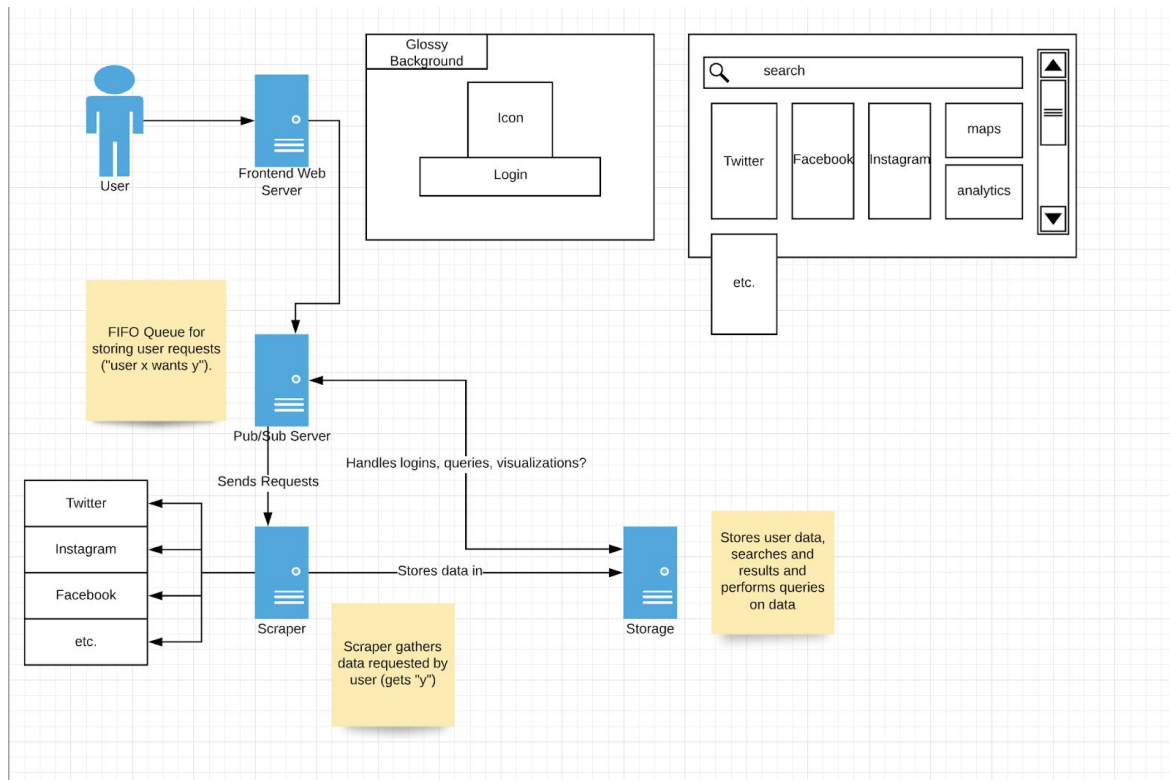 Glossy
Background
Icon
Login
search
Twitter
Facebook
Instagram
maps
analytics
etc.
User
Frontend Web
Server
FIFO Queue for
storing user requests
("user x wants y").
Pub/Sub Server
Handles logins, queries, visualizations?
Sends Requests
Twitter
Instagram
Facebook
etc.
Scraper
Stores data in
Storage
Stores user data,
searches and
results and
performs queries
on data
Scraper gathers
data requested by
user (gets "y")